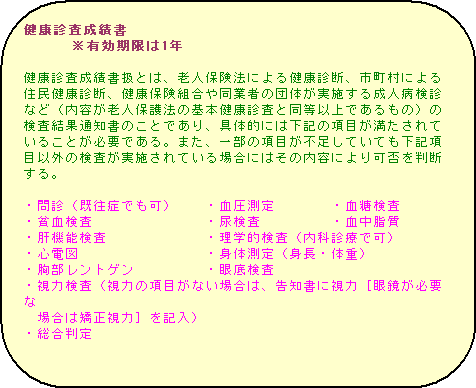 健康診査成績書
※有効期限は1年
健康診査成績書扱とは、老人保険法による健康診断、市町村による
住民健康診断、健康保険組合や同業者の団体が実施する成人病検診
など（内容が老人保護法の基本健康診査と同等以上であるもの）の
検査結果通知書のことであり、具体的には下記の項目が満たされて
いることが必要である。また、一部の項目が不足していても下記項
目以外の検査が実施されている場合にはその内容により可否を判断
する。
・問診（既往症でも可） ・血圧測定 ・血糖検査
・貧血検査 ・尿検査 ・血中脂質
・肝機能検査 ・理学的検査（内科診療で可）
・心電図 ・身体測定（身長・体重）
・胸部レントゲン ・眼底検査
・視力検査（視力の項目がない場合は、告知書に視力［眼鏡が必要
な
場合は矯正視力］を記入）
・総合判定